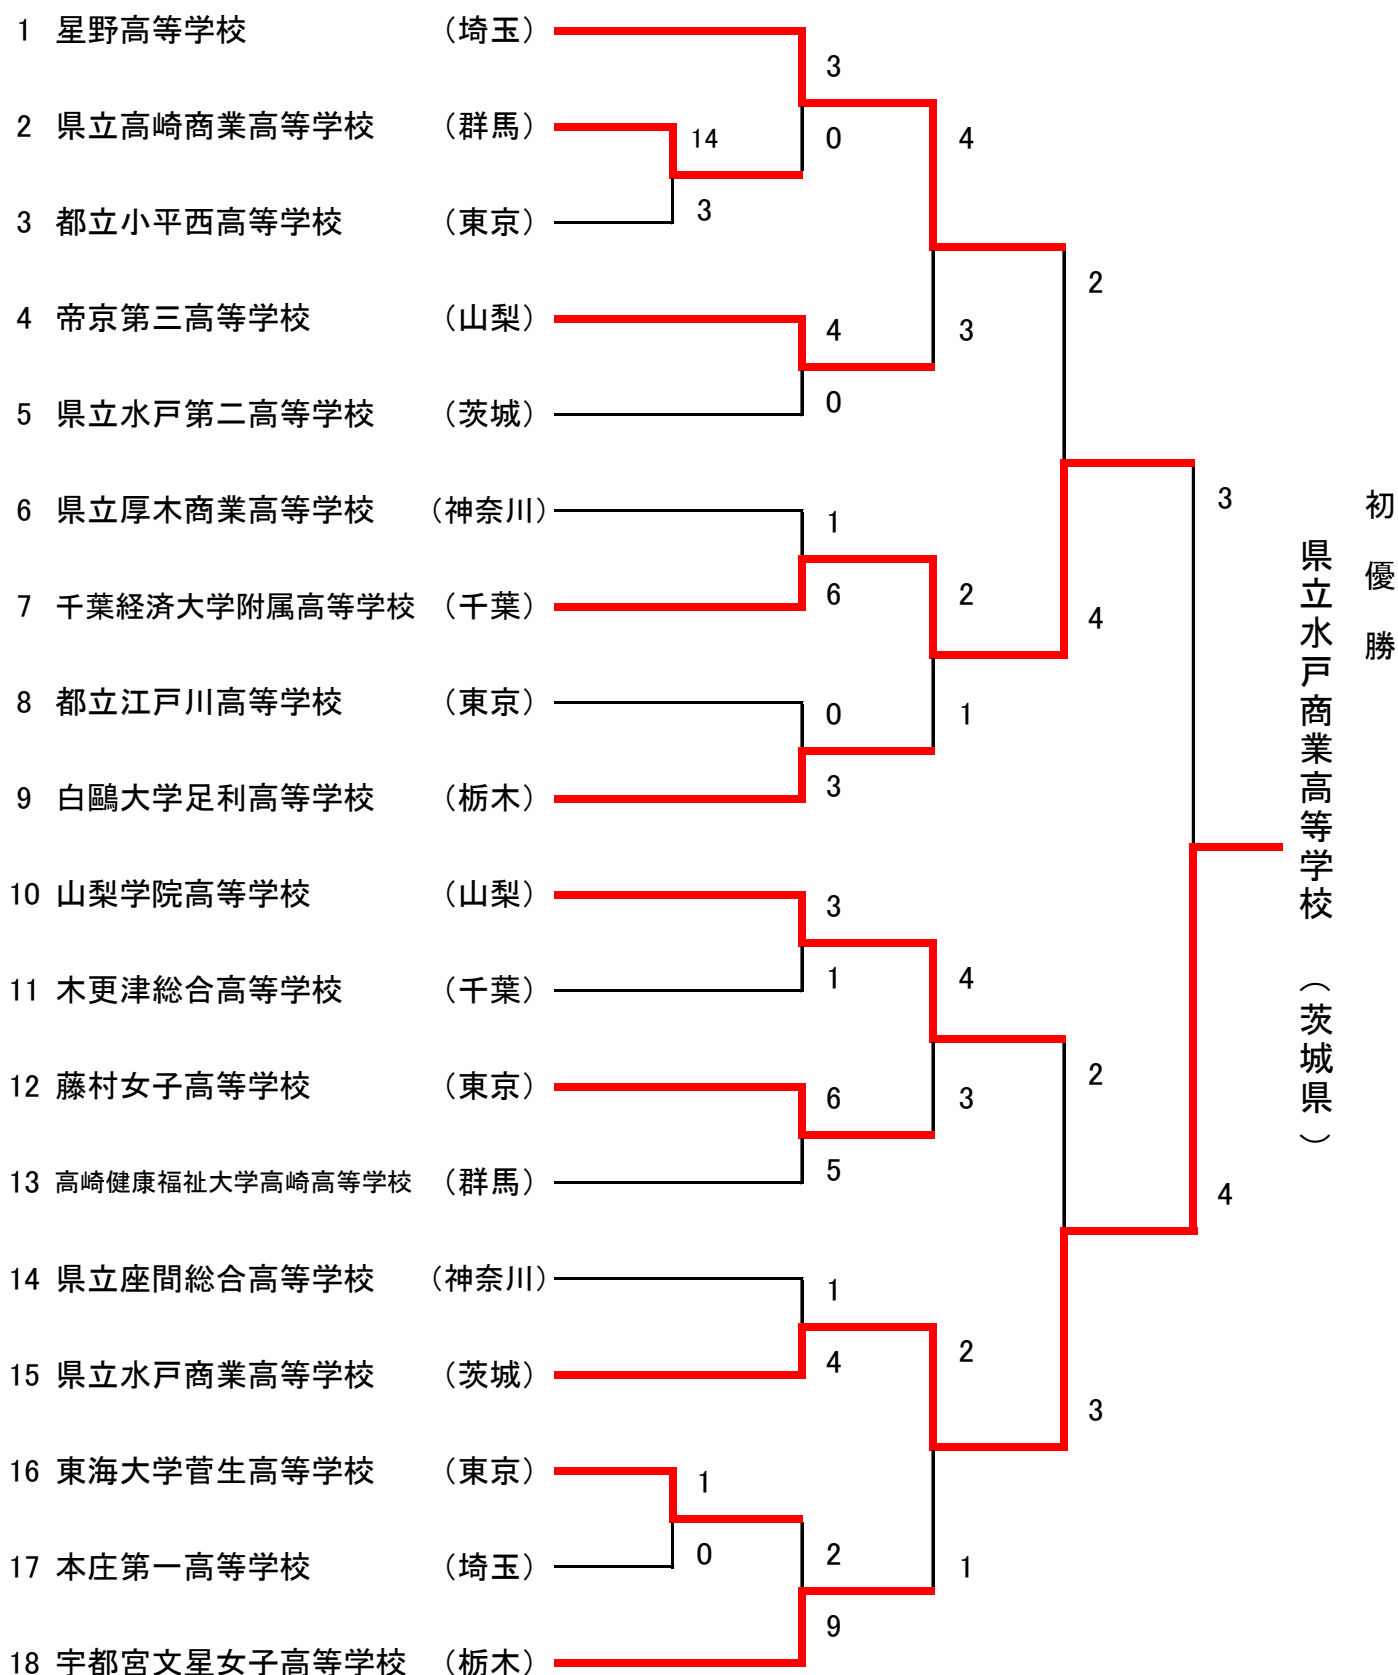 1 星野高等学校 （埼玉）
3
2 県立高崎商業高等学校 （群馬）
14
0
4
3 都立小平西高等学校 （東京）
3
2
4 帝京第三高等学校 （山梨）
4
3
5 県立水戸第二高等学校 （茨城）
0
6 県立厚木商業高等学校 （神奈川）
1
3
7 千葉経済大学附属高等学校 （千葉）
6
2
4
8 都立江戸川高等学校 （東京）
0
1
9 白鷗大学足利高等学校 （栃木）
3
10 山梨学院高等学校 （山梨）
3
11 木更津総合高等学校 （千葉）
1
4
12 藤村女子高等学校 （東京）
6
3
2
13 高崎健康福祉大学高崎高等学校 （群馬）
5
4
14 県立座間総合高等学校 （神奈川）
1
15 県立水戸商業高等学校 （茨城）
4
2
3
16 東海大学菅生高等学校 （東京）
1
17 本庄第一高等学校 （埼玉）
0
2
1
18 宇都宮文星女子高等学校 （栃木）
9
初優勝
県立水戸商業高等学校 （茨城県）